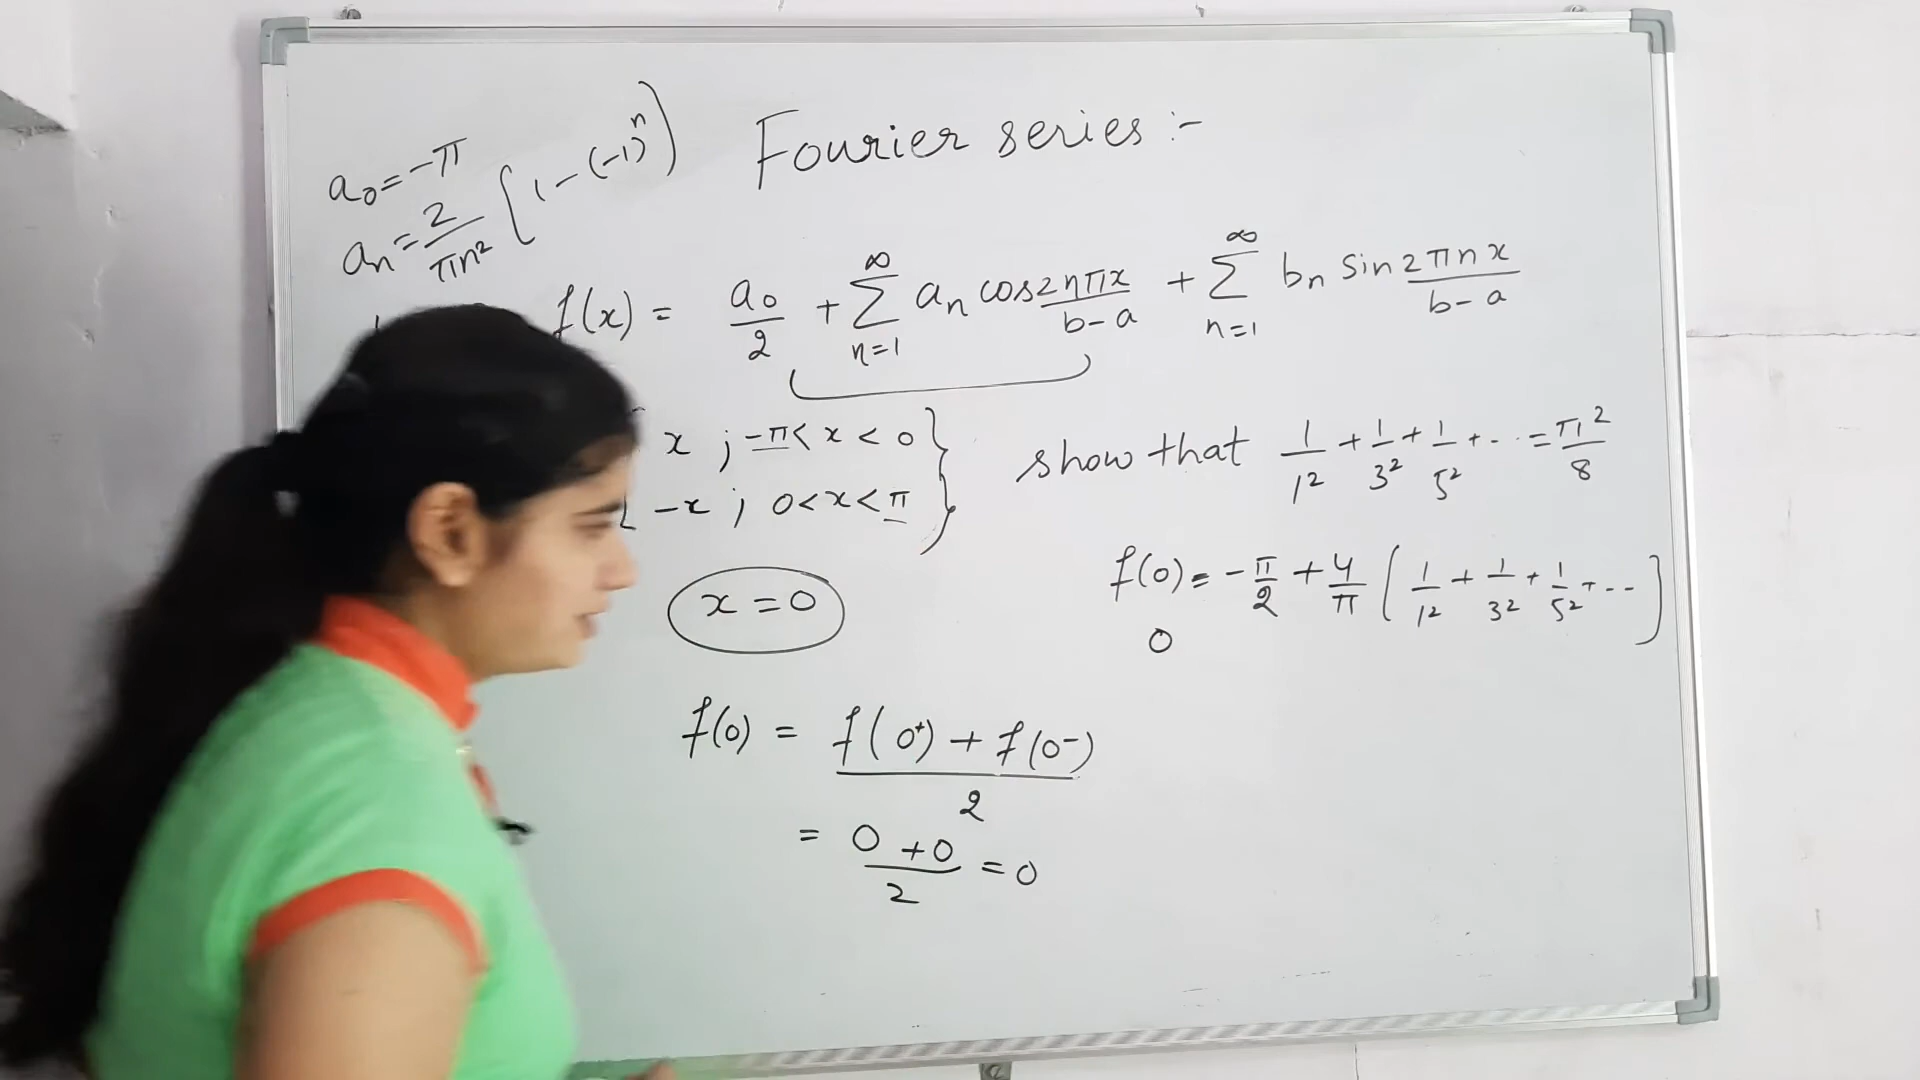 Fourier series :-
a₀ = -π
aₙ = 2/πn² [1 - (-1)ⁿ]
f(x) = a₀/2 + ∑ₙ₌₁^∞ aₙ cos 2nπx/(b-a) + ∑ₙ₌₁^∞ bₙ sin 2πnx/(b-a)
x ; -π < x < 0
-x ; 0 < x < π
show that 1/1² + 1/3² + 1/5² + ... = π²/8
x = 0
f(0) = -π/2 + 4/π [1/1² + 1/3² + 1/5² + ...]
0
f(0) = (f(0⁺) + f(0⁻))/2
= (0 + 0)/2 = 0